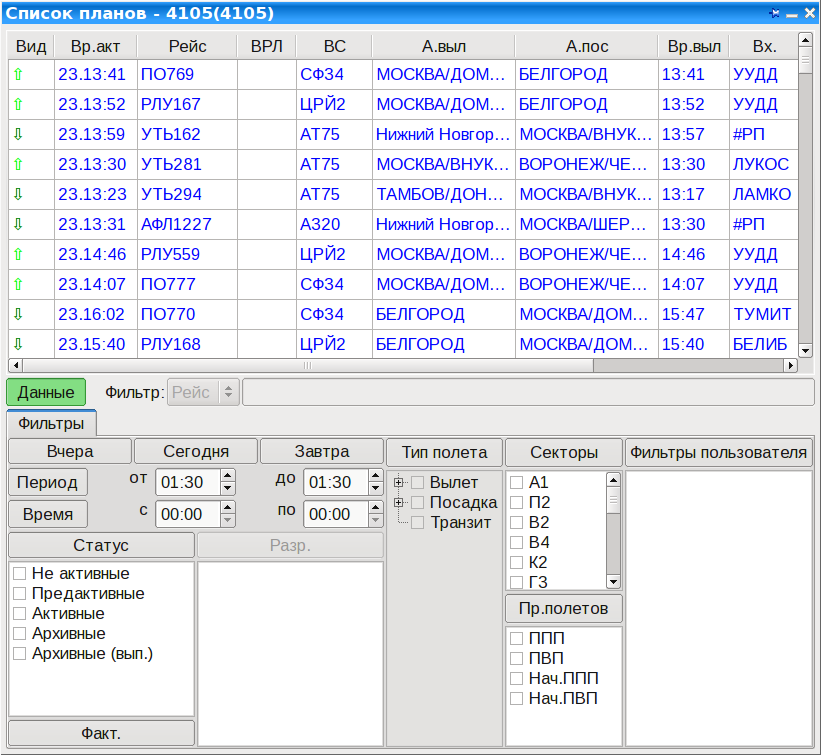 Список планов - 4105(4105)
Вид Вр.акт Рейс ВРЛ ВС А.выл А.пос Вр.выл Вх.
23.13:41 ПО769 СФ34 МОСКВА/ДОМ... БЕЛГОРОД 13:41 УУДД
23.13:52 РЛУ167 ЦРЙ2 МОСКВА/ДОМ... БЕЛГОРОД 13:52 УУДД
23.13:59 УТЬ162 АТ75 Нижний Новгор... МОСКВА/ВНУК... 13:57 #РП
23.13:30 УТЬ281 АТ75 МОСКВА/ВНУК... ВОРОНЕЖ/ЧЕ... 13:30 ЛУКОС
23.13:23 УТЬ294 АТ75 ТАМБОВ/ДОН... МОСКВА/ВНУК... 13:17 ЛАМКО
23.13:31 АФЛ1227 А320 Нижний Новгор... МОСКВА/ШЕР... 13:30 #РП
23.14:46 РЛУ559 ЦРЙ2 МОСКВА/ДОМ... ВОРОНЕЖ/ЧЕ... 14:46 УУДД
23.14:07 ПО777 СФ34 МОСКВА/ДОМ... ВОРОНЕЖ/ЧЕ... 14:07 УУДД
23.16:02 ПО770 СФ34 БЕЛГОРОД МОСКВА/ДОМ... 15:47 ТУМИТ
23.15:40 РЛУ168 ЦРЙ2 БЕЛГОРОД МОСКВА/ДОМ... 15:40 БЕЛИБ
Данные Фильтр: Рейс
Фильтры
Вчера Сегодня Завтра Тип полета Секторы Фильтры пользователя
Период от 01:30 до 01:30
Время с 00:00 по 00:00
Статус Разр.
Не активные
Предактивные
Активные
Архивные
Архивные (вып.)
Факт.
Вылет
Посадка
Транзит
А1
П2
В2
В4
К2
Г3
Пр.полетов
ППП
ПВП
Нач.ППП
Нач.ПВП